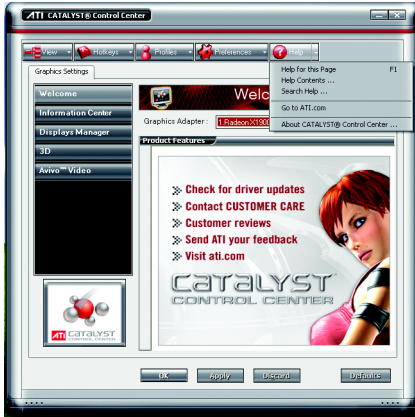 ATI CATALYST® Control Center
View Hotkeys Profiles Preferences Help
Help for this Page F1
Help Contents ...
Search Help ...
Go to ATI.com
About CATALYST® Control Center ...
Graphics Settings
Welcome
Information Center
Displays Manager
3D
Avivo™ Video
Welc
Graphics Adapter :
1.Radeon X1900
Product Features
Check for driver updates
Contact CUSTOMER CARE
Customer reviews
Send ATI your feedback
Visit ati.com
CATALYST
CONTROL CENTER
ATI CATALYST
OK Apply Discard Defaults